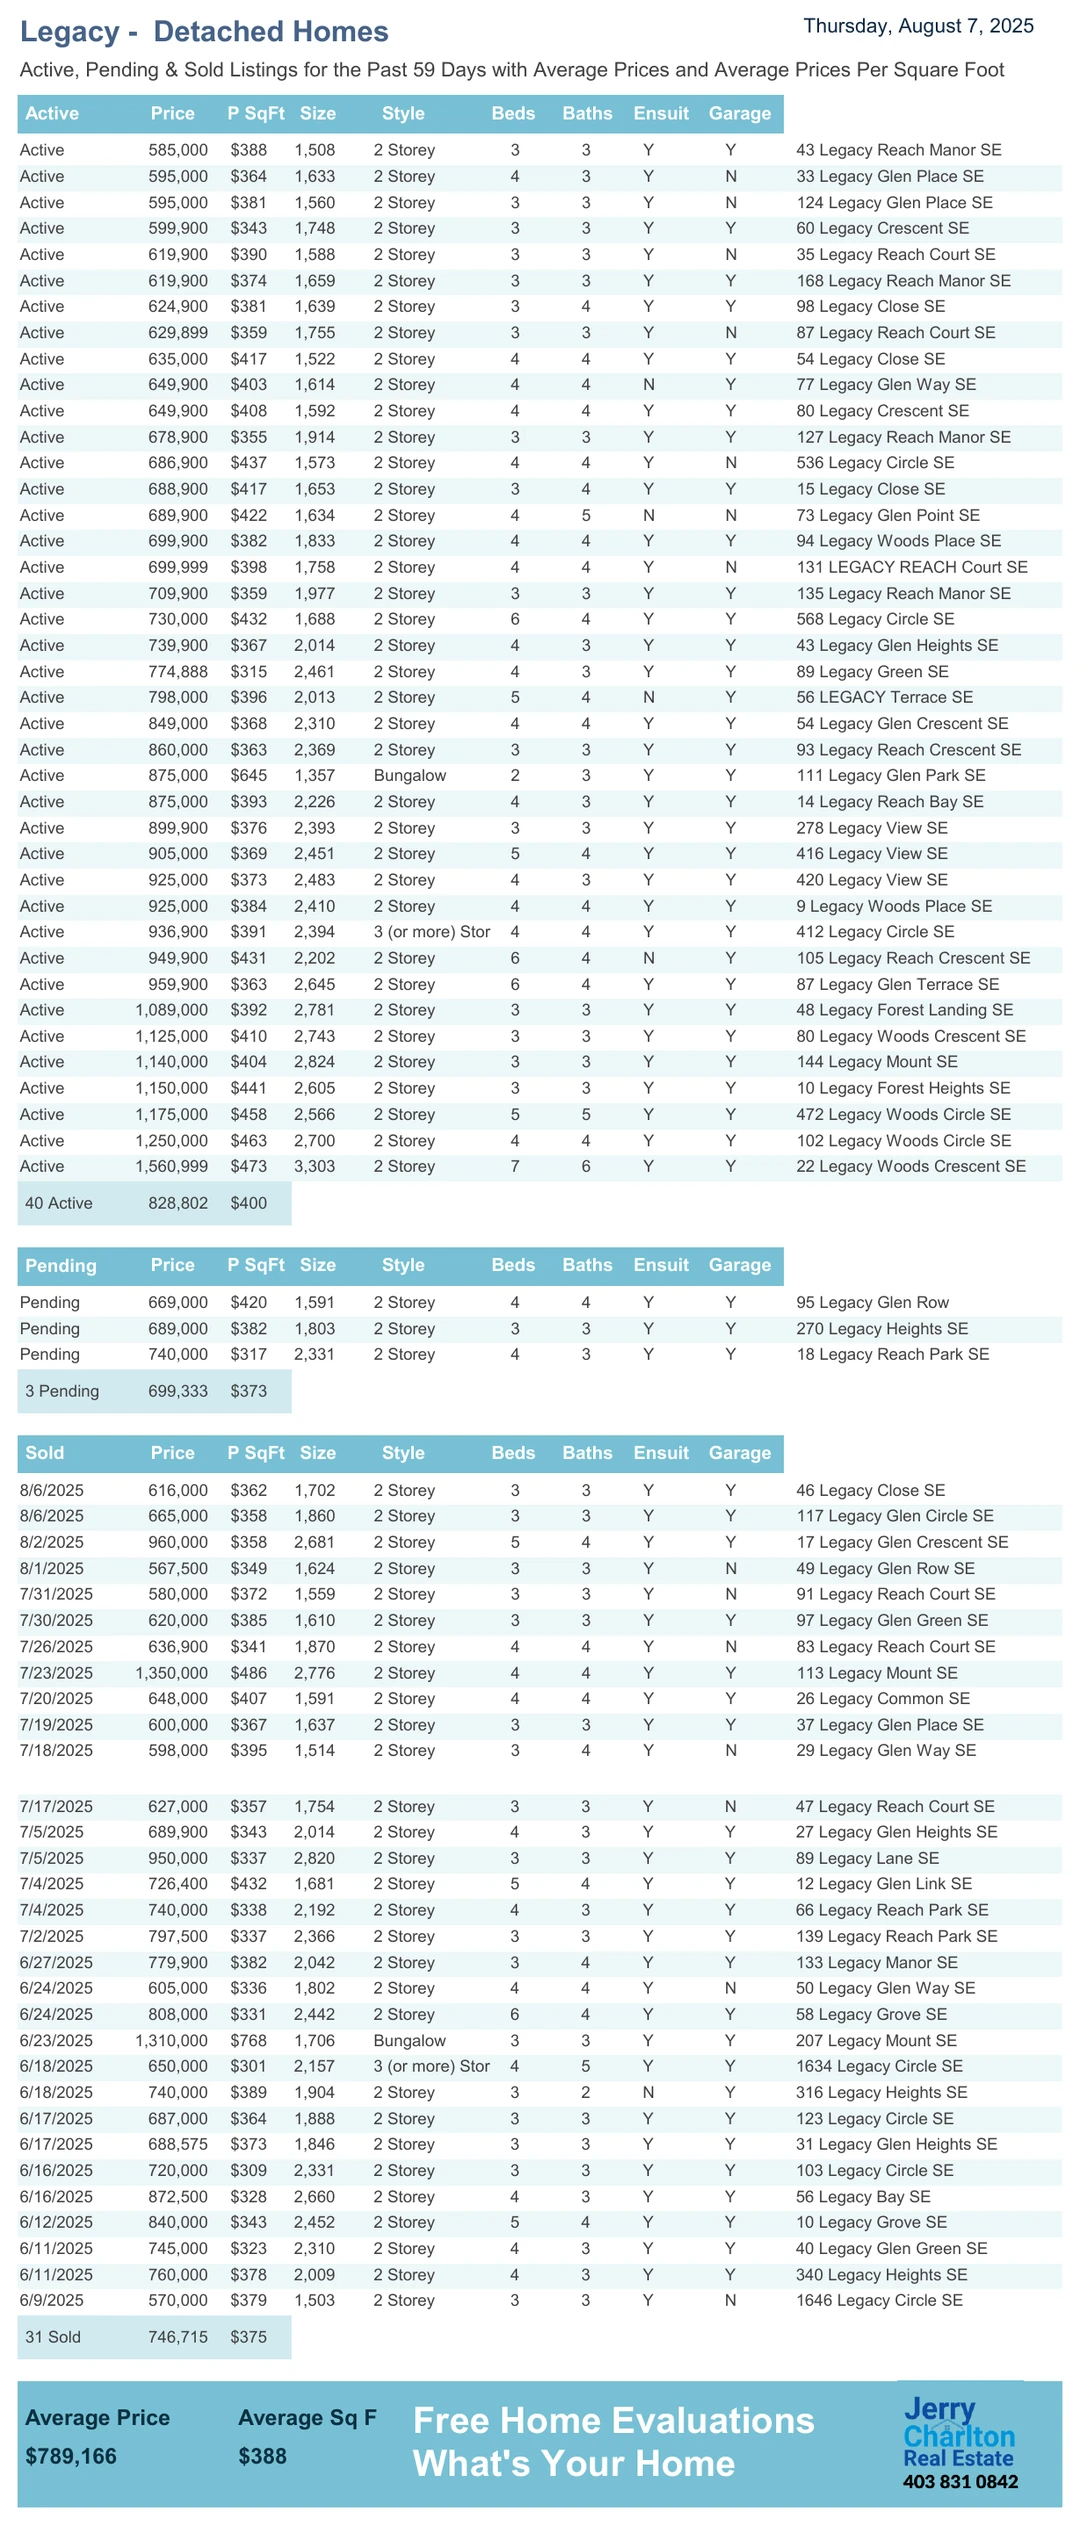 Legacy - Detached Homes
Thursday, August 7, 2025
Active, Pending & Sold Listings for the Past 59 Days with Average Prices and Average Prices Per Square Foot
Active Price P SqFt Size Style Beds Baths Ensuit Garage
Active 585,000 $388 1,508 2 Storey 3 3 Y Y 43 Legacy Reach Manor SE
Active 595,000 $364 1,633 2 Storey 4 3 Y N 33 Legacy Glen Place SE
Active 595,000 $381 1,560 2 Storey 3 3 Y N 124 Legacy Glen Place SE
Active 599,900 $343 1,748 2 Storey 3 3 Y Y 60 Legacy Crescent SE
Active 619,900 $390 1,588 2 Storey 3 3 Y N 35 Legacy Reach Court SE
Active 619,900 $374 1,659 2 Storey 3 3 Y Y 168 Legacy Reach Manor SE
Active 624,900 $381 1,639 2 Storey 3 4 Y Y 98 Legacy Close SE
Active 629,899 $359 1,755 2 Storey 3 3 Y N 87 Legacy Reach Court SE
Active 635,000 $417 1,522 2 Storey 4 4 Y Y 54 Legacy Close SE
Active 649,900 $403 1,614 2 Storey 4 4 N Y 77 Legacy Glen Way SE
Active 649,900 $408 1,592 2 Storey 4 4 Y Y 80 Legacy Crescent SE
Active 678,900 $355 1,914 2 Storey 3 3 Y Y 127 Legacy Reach Manor SE
Active 686,900 $437 1,573 2 Storey 4 4 Y N 536 Legacy Circle SE
Active 688,900 $417 1,653 2 Storey 3 4 Y Y 15 Legacy Close SE
Active 689,900 $422 1,634 2 Storey 4 5 N N 73 Legacy Glen Point SE
Active 699,900 $382 1,833 2 Storey 4 4 Y Y 94 Legacy Woods Place SE
Active 699,999 $398 1,758 2 Storey 4 4 Y N 131 LEGACY REACH Court SE
Active 709,900 $359 1,977 2 Storey 3 3 Y Y 135 Legacy Reach Manor SE
Active 730,000 $432 1,688 2 Storey 6 4 Y Y 568 Legacy Circle SE
Active 739,900 $367 2,014 2 Storey 4 3 Y Y 43 Legacy Glen Heights SE
Active 774,888 $315 2,461 2 Storey 4 3 Y Y 89 Legacy Green SE
Active 798,000 $396 2,013 2 Storey 5 4 N Y 56 LEGACY Terrace SE
Active 849,000 $368 2,310 2 Storey 4 4 Y Y 54 Legacy Glen Crescent SE
Active 860,000 $363 2,369 2 Storey 3 3 Y Y 93 Legacy Reach Crescent SE
Active 875,000 $645 1,357 Bungalow 2 3 Y Y 111 Legacy Glen Park SE
Active 875,000 $393 2,226 2 Storey 4 3 Y Y 14 Legacy Reach Bay SE
Active 899,900 $376 2,393 2 Storey 3 3 Y Y 278 Legacy View SE
Active 905,000 $369 2,451 2 Storey 5 4 Y Y 416 Legacy View SE
Active 925,000 $373 2,483 2 Storey 4 3 Y Y 420 Legacy View SE
Active 925,000 $384 2,410 2 Storey 4 4 Y Y 9 Legacy Woods Place SE
Active 936,900 $391 2,394 3 (or more) Stor 4 4 Y Y 412 Legacy Circle SE
Active 949,900 $431 2,202 2 Storey 6 4 N Y 105 Legacy Reach Crescent SE
Active 959,900 $363 2,645 2 Storey 6 4 Y Y 87 Legacy Glen Terrace SE
Active 1,089,000 $392 2,781 2 Storey 3 3 Y Y 48 Legacy Forest Landing SE
Active 1,125,000 $410 2,743 2 Storey 3 3 Y Y 80 Legacy Woods Crescent SE
Active 1,140,000 $404 2,824 2 Storey 3 3 Y Y 144 Legacy Mount SE
Active 1,150,000 $441 2,605 2 Storey 3 3 Y Y 10 Legacy Forest Heights SE
Active 1,175,000 $458 2,566 2 Storey 5 5 Y Y 472 Legacy Woods Circle SE
Active 1,250,000 $463 2,700 2 Storey 4 4 Y Y 102 Legacy Woods Circle SE
Active 1,560,999 $473 3,303 2 Storey 7 6 Y Y 22 Legacy Woods Crescent SE
40 Active 828,802 $400
Pending Price P SqFt Size Style Beds Baths Ensuit Garage
Pending 669,000 $420 1,591 2 Storey 4 4 Y Y 95 Legacy Glen Row
Pending 689,000 $382 1,803 2 Storey 3 3 Y Y 270 Legacy Heights SE
Pending 740,000 $317 2,331 2 Storey 4 3 Y Y 18 Legacy Reach Park SE
3 Pending 699,333 $373
Sold Price P SqFt Size Style Beds Baths Ensuit Garage
8/6/2025 616,000 $362 1,702 2 Storey 3 3 Y Y 46 Legacy Close SE
8/6/2025 665,000 $358 1,860 2 Storey 3 3 Y Y 117 Legacy Glen Circle SE
8/2/2025 960,000 $358 2,681 2 Storey 5 4 Y Y 17 Legacy Glen Crescent SE
8/1/2025 567,500 $349 1,624 2 Storey 3 3 Y N 49 Legacy Glen Row SE
7/31/2025 580,000 $372 1,559 2 Storey 3 3 Y N 91 Legacy Reach Court SE
7/30/2025 620,000 $385 1,610 2 Storey 3 3 Y Y 97 Legacy Glen Green SE
7/26/2025 636,900 $341 1,870 2 Storey 4 4 Y N 83 Legacy Reach Court SE
7/23/2025 1,350,000 $486 2,776 2 Storey 4 4 Y Y 113 Legacy Mount SE
7/20/2025 648,000 $407 1,591 2 Storey 4 4 Y Y 26 Legacy Common SE
7/19/2025 600,000 $367 1,637 2 Storey 3 3 Y Y 37 Legacy Glen Place SE
7/18/2025 598,000 $395 1,514 2 Storey 3 4 Y N 29 Legacy Glen Way SE
7/17/2025 627,000 $357 1,754 2 Storey 3 3 Y N 47 Legacy Reach Court SE
7/5/2025 689,900 $343 2,014 2 Storey 4 3 Y Y 27 Legacy Glen Heights SE
7/5/2025 950,000 $337 2,820 2 Storey 3 3 Y Y 89 Legacy Lane SE
7/4/2025 726,400 $432 1,681 2 Storey 5 4 Y Y 12 Legacy Glen Link SE
7/4/2025 740,000 $338 2,192 2 Storey 4 3 Y Y 66 Legacy Reach Park SE
7/2/2025 797,500 $337 2,366 2 Storey 3 3 Y Y 139 Legacy Reach Park SE
6/27/2025 779,900 $382 2,042 2 Storey 3 4 Y Y 133 Legacy Manor SE
6/24/2025 605,000 $336 1,802 2 Storey 4 4 Y N 50 Legacy Glen Way SE
6/24/2025 808,000 $331 2,442 2 Storey 6 4 Y Y 58 Legacy Grove SE
6/23/2025 1,310,000 $768 1,706 Bungalow 3 3 Y Y 207 Legacy Mount SE
6/18/2025 650,000 $301 2,157 3 (or more) Stor 4 5 Y Y 1634 Legacy Circle SE
6/18/2025 740,000 $389 1,904 2 Storey 3 2 N Y 316 Legacy Heights SE
6/17/2025 687,000 $364 1,888 2 Storey 3 3 Y Y 123 Legacy Circle SE
6/17/2025 688,575 $373 1,846 2 Storey 3 3 Y Y 31 Legacy Glen Heights SE
6/16/2025 720,000 $309 2,331 2 Storey 3 3 Y Y 103 Legacy Circle SE
6/16/2025 872,500 $328 2,660 2 Storey 4 3 Y Y 56 Legacy Bay SE
6/12/2025 840,000 $343 2,452 2 Storey 5 4 Y Y 10 Legacy Grove SE
6/11/2025 745,000 $323 2,310 2 Storey 4 3 Y Y 40 Legacy Glen Green SE
6/11/2025 760,000 $378 2,009 2 Storey 4 3 Y Y 340 Legacy Heights SE
6/9/2025 570,000 $379 1,503 2 Storey 3 3 Y N 1646 Legacy Circle SE
31 Sold 746,715 $375
Average Price Average Sq F
$789,166 $388
Free Home Evaluations
What's Your Home
Jerry
Charlton
Real Estate
403 831 0842